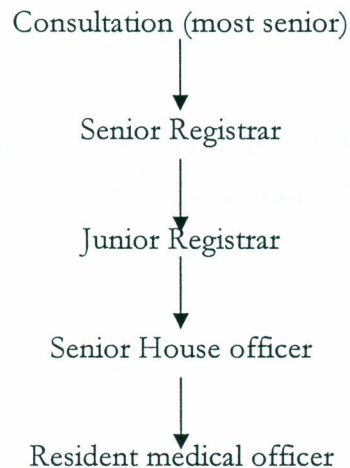 Consultation (most senior)
Senior Registrar
Junior Registrar
Senior House officer
Resident medical officer